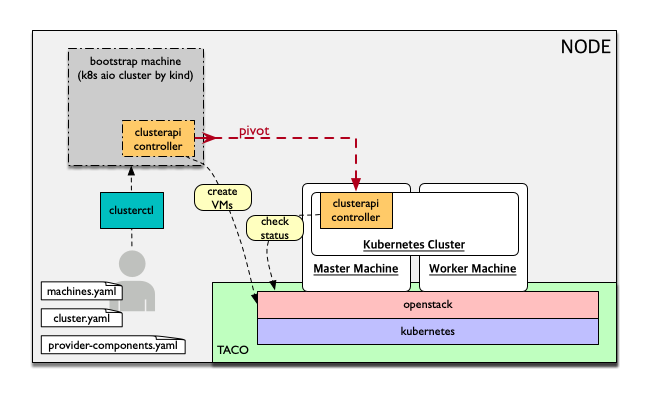 NODE
bootstrap machine
(k8s aio cluster by kind)
clusterapi
controller
pivot
create
VMs
clusterctl
check
status
clusterapi
controller
Kubernetes Cluster
Master Machine
Worker Machine
machines.yaml
cluster.yaml
provider-components.yaml
openstack
kubernetes
TACO